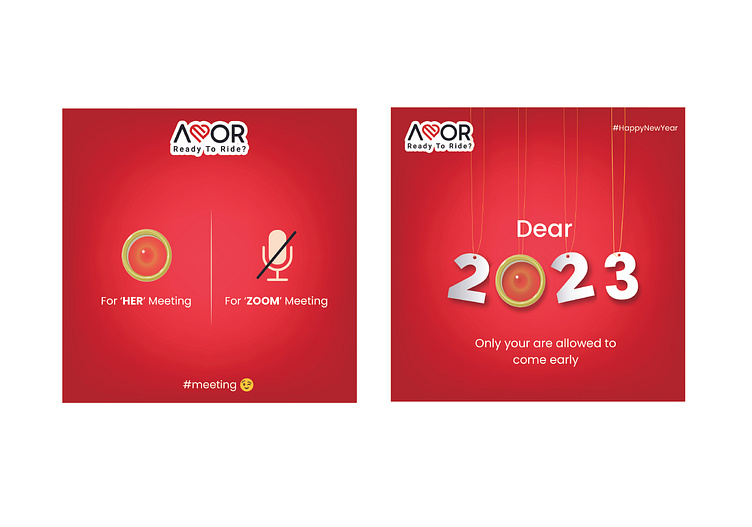 AMOR
Ready To Ride?
For 'HER' Meeting
For 'ZOOM' Meeting
#meeting
AMOR
Ready To Ride?
#HappyNewYear
Dear
2023
Only your are allowed to
come early